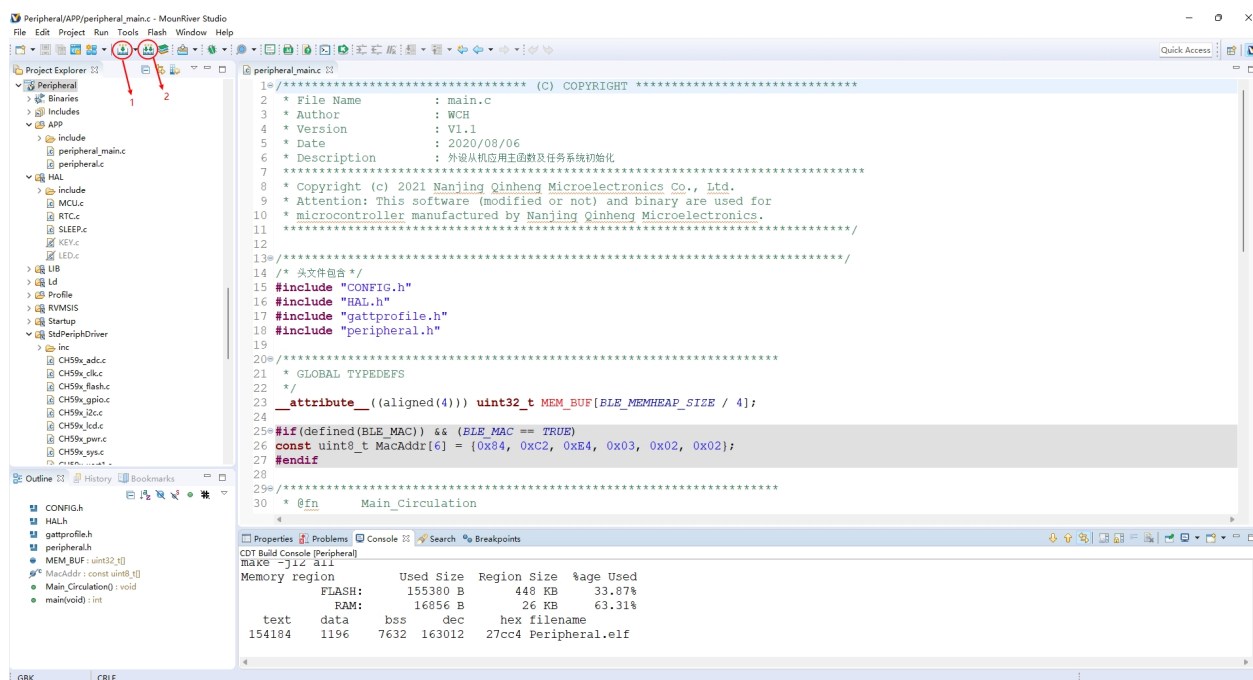 Peripheral/APP/peripheral_main.c - MounRiver Studio
File Edit Project Run Tools Flash Window Help
Quick Access
1
2
Project Explorer
Peripheral
Binaries
Includes
APP
include
peripheral_main.c
peripheral.c
HAL
include
MCU.c
RTC.c
SLEEP.c
KEY.c
LED.c
LIB
Ld
Profile
RVMSIS
Startup
StdPeriphDriver
inc
CH59x_adc.c
CH59x_clk.c
CH59x_flash.c
CH59x_gpio.c
CH59x_i2c.c
CH59x_lcd.c
CH59x_pwr.c
CH59x_sys.c
Outline History Bookmarks
CONFIG.h
HAL.h
gattprofile.h
peripheral.h
MEM_BUF : uint32_t[]
MacAddr : const uint8_t[]
Main_Circulation() : void
main(void) : int
peripheral_main.c
1 /****************************** (C) COPYRIGHT *******************************
2 * File Name : main.c
3 * Author : WCH
4 * Version : V1.1
5 * Date : 2020/08/06
6 * Description : 外设从机应用主函数及任务系统初始化
7 *********************************************************************************
8 * Copyright (c) 2021 Nanjing Qinheng Microelectronics Co., Ltd.
9 * Attention: This software (modified or not) and binary are used for
10 * microcontroller manufactured by Nanjing Qinheng Microelectronics.
11 *******************************************************************************/
12
13 /******************************************************************************/
14 /* 头文件包含 */
15 #include "CONFIG.h"
16 #include "HAL.h"
17 #include "gattprofile.h"
18 #include "peripheral.h"
19
20 /*********************************************************************
21 * GLOBAL TYPEDEFS
22 */
23 __attribute__((aligned(4))) uint32_t MEM_BUF[BLE_MEMHEAP_SIZE / 4];
24
25 #if(defined(BLE_MAC)) && (BLE_MAC == TRUE)
26 const uint8_t MacAddr[6] = {0x84, 0xC2, 0xE4, 0x03, 0x02, 0x02};
27 #endif
28
29 /*********************************************************************
30 * @fn Main_Circulation
Properties Problems Console Search Breakpoints
CDT Build Console [Peripheral]
make -j12 all
Memory region Used Size Region Size %age Used
FLASH: 155380 B 448 KB 33.87%
RAM: 16856 B 26 KB 63.31%
text data bss dec hex filename
154184 1196 7632 163012 27cc4 Peripheral.elf
GBK CRLF